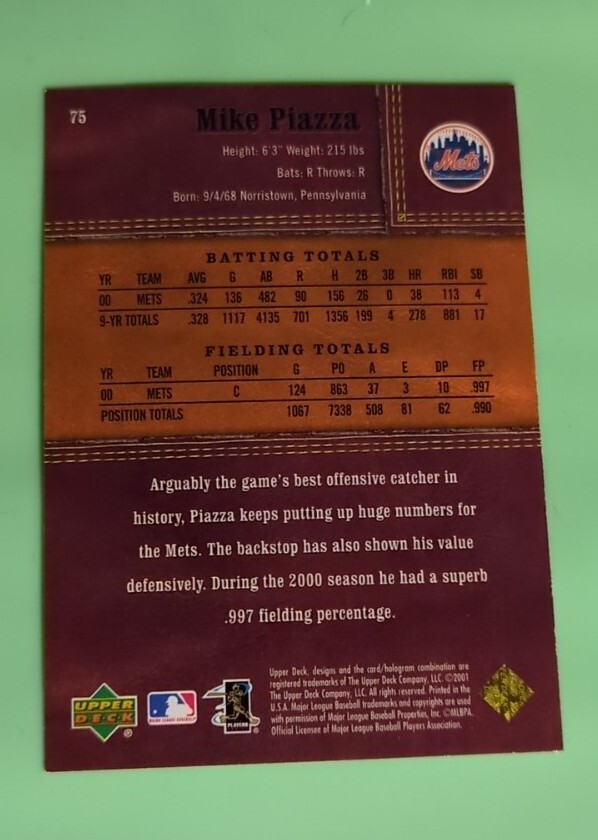 75
Mike Piazza
Height: 6'3" Weight: 215 lbs
Bats: R Throws: R
Born: 9/4/68 Norristown, Pennsylvania
Mets
BATTING TOTALS
YR TEAM AVG G AB R H 2B 3B HR RBI SB
00 METS .324 136 482 90 156 26 0 38 113 4
9-YR TOTALS .328 1117 4135 701 1356 199 4 278 881 17
FIELDING TOTALS
YR TEAM POSITION G PO A E DP FP
00 METS C 124 863 37 3 10 .997
POSITION TOTALS 1067 7338 508 81 62 .990
Arguably the game's best offensive catcher in
history, Piazza keeps putting up huge numbers for
the Mets. The backstop has also shown his value
defensively. During the 2000 season he had a superb
.997 fielding percentage.
Upper Deck, designs and the card/hologram combination are
registered trademarks of The Upper Deck Company, LLC. ©2001
The Upper Deck Company, LLC. All rights reserved. Printed in the
U.S.A. Major League Baseball trademarks and copyrights are used
with permission of Major League Baseball Properties, Inc. ©MLBPA.
Official Licensee of Major League Baseball Players Association.
UPPER
DECK ®
MAJOR LEAGUE BASEBALL
PLAYERS ®